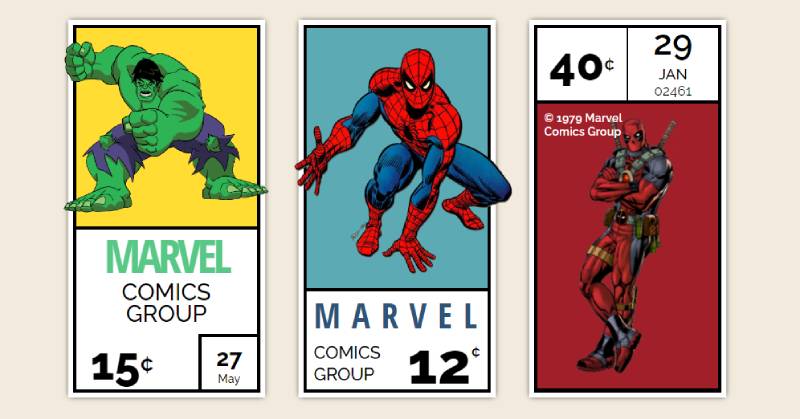 MARVEL
COMICS
GROUP
15¢
27
May
MARVEL
COMICS
GROUP
12¢
40¢
29
JAN
02461
© 1979 Marvel
Comics Group